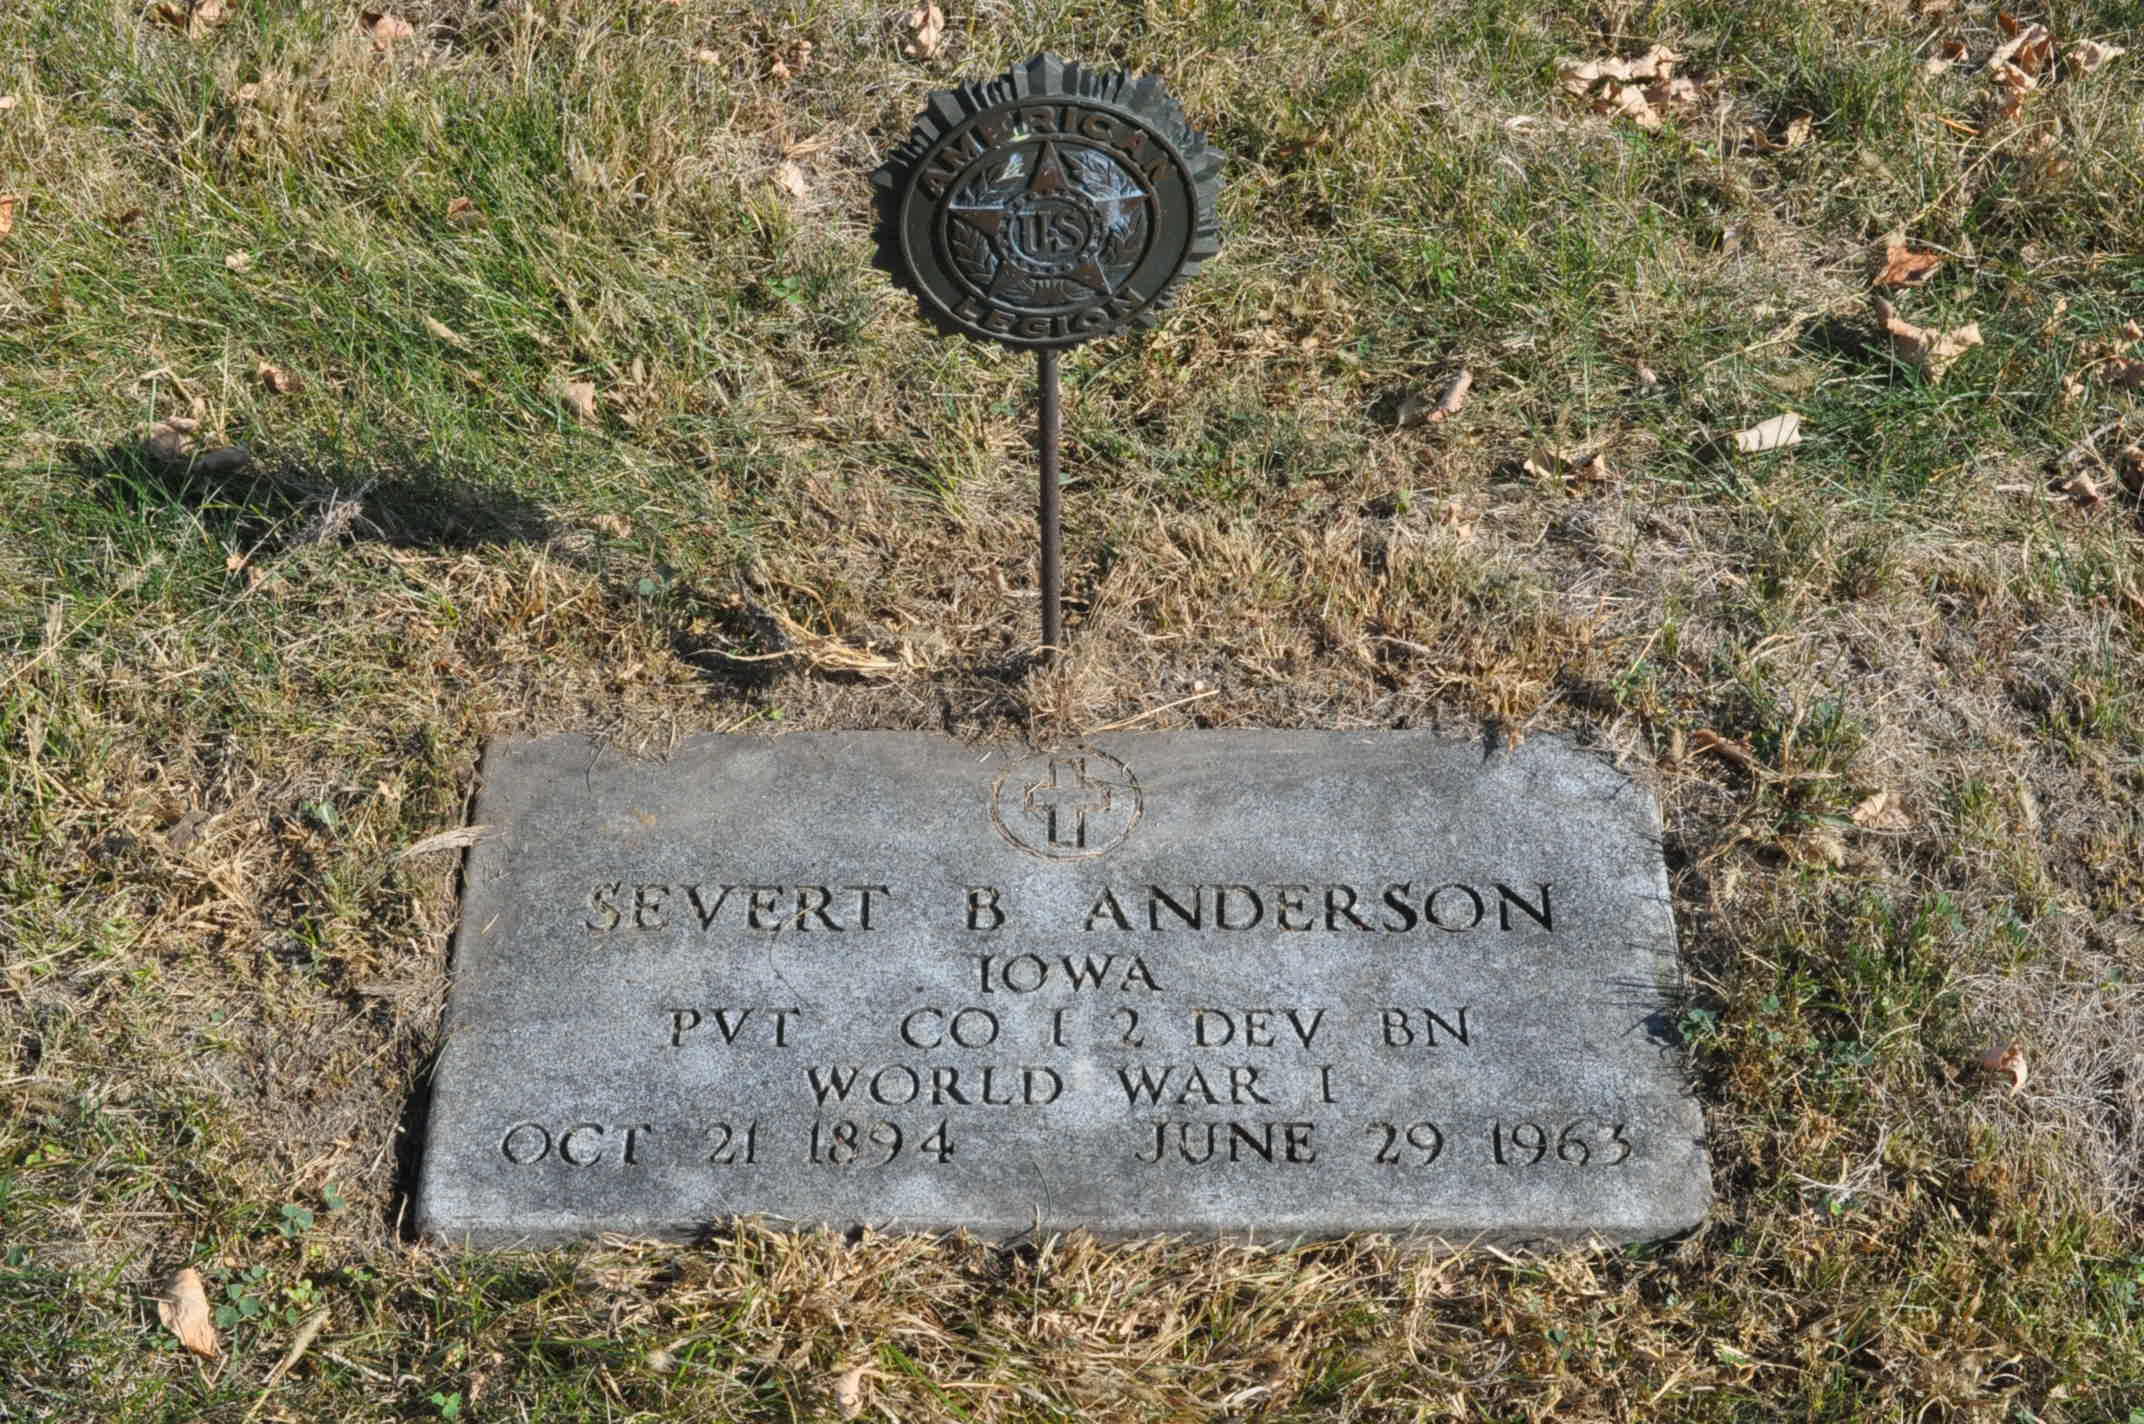 AMERICAN
US
LEGION
SEVERT B ANDERSON
IOWA
PVT CO I 2 DEV BN
WORLD WAR I
OCT 21 1894 JUNE 29 1963